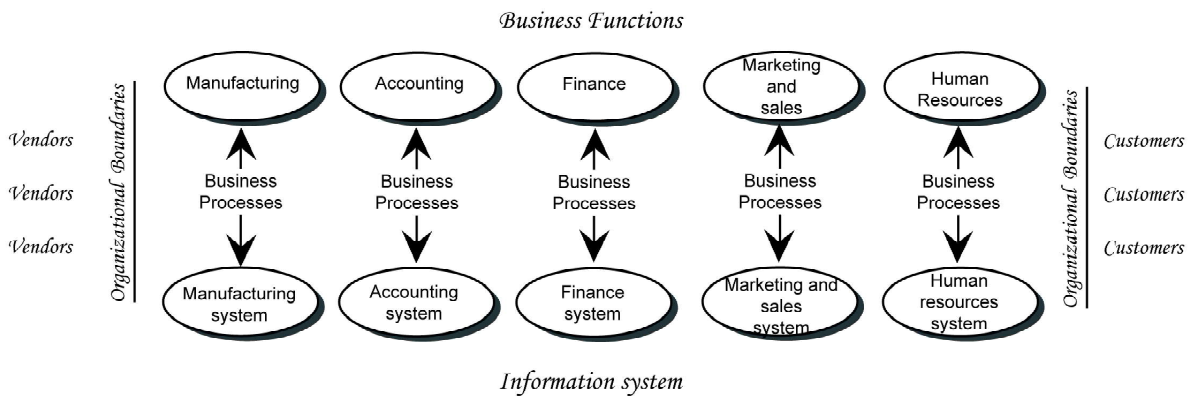 Business Functions
Manufacturing
Accounting
Finance
Marketing
and
sales
Human
Resources
Vendors
Vendors
Vendors
Organizational Boundaries
Business
Processes
Business
Processes
Business
Processes
Business
Processes
Business
Processes
Organizational Boundaries
Customers
Customers
Customers
Manufacturing
system
Accounting
system
Finance
system
Marketing and
sales
system
Human
resources
system
Information system